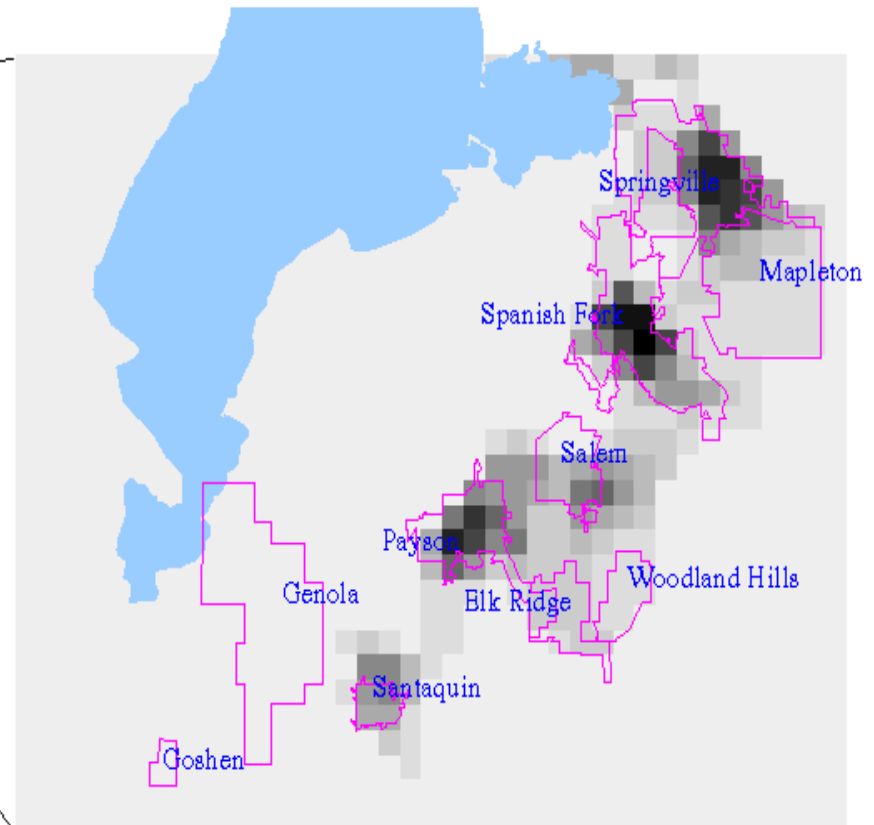 Springville
Mapleton
Spanish Fork
Salem
Payson
Woodland Hills
Genola
Elk Ridge
Santaquin
Goshen